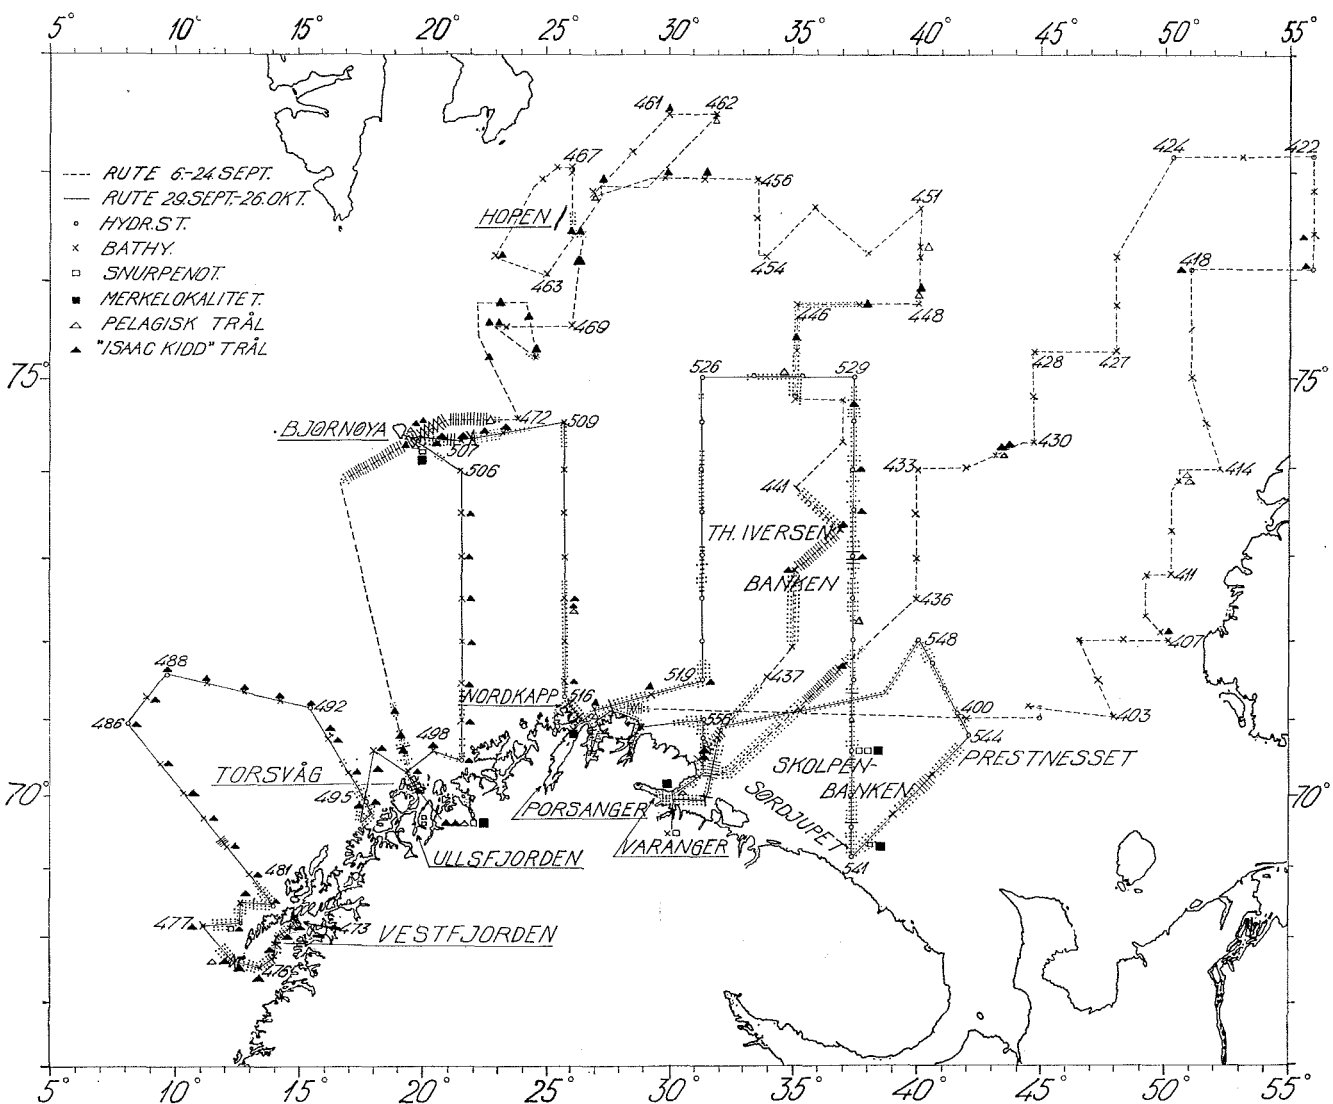 5° 10° 15° 20° 25° 30° 35° 40° 45° 50° 55°
461 462
424 422
467
RUTE 6-24.SEPT.
456
RUTE 29.SEPT.-26.OKT.
451
HYDR.ST.
HOPEN
BATHY.
454
SNURPENOT.
463
418
MERKELOKALITET.
446 448
PELAGISK TRÅL
469
"ISAAC KIDD" TRÅL
428 427
75° 526 529 75°
472 509
BJØRNØYA
507
430
506
433
414
441
TH. IVERSEN
BANKEN
411
436
407
548
488
519
437
NORDKAPP
516
486
492
400
403
556
498
544
PRESTNESSET
TORSVÅG
SKOLPEN-
BANKEN
70° 495 70°
PORSANGER
SØRDJUPET
VARANGER
ULLSFJORDEN
541
481
477
473
VESTFJORDEN
476
5° 10° 15° 20° 25° 30° 35° 40° 45° 50° 55°